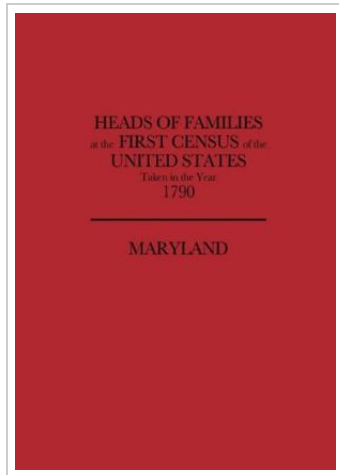 HEADS OF FAMILIES
at the FIRST CENSUS of the
UNITED STATES
Taken in the Year
1790
MARYLAND